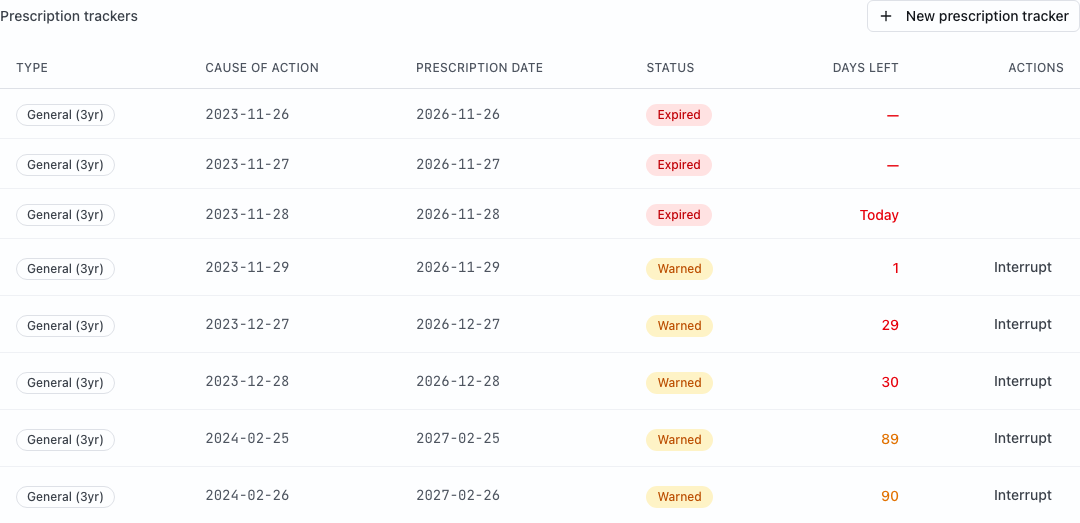 Prescription trackers
+ New prescription tracker
TYPE CAUSE OF ACTION PRESCRIPTION DATE STATUS DAYS LEFT ACTIONS
General (3yr) 2023-11-26 2026-11-26 Expired —
General (3yr) 2023-11-27 2026-11-27 Expired —
General (3yr) 2023-11-28 2026-11-28 Expired Today
General (3yr) 2023-11-29 2026-11-29 Warned 1 Interrupt
General (3yr) 2023-12-27 2026-12-27 Warned 29 Interrupt
General (3yr) 2023-12-28 2026-12-28 Warned 30 Interrupt
General (3yr) 2024-02-25 2027-02-25 Warned 89 Interrupt
General (3yr) 2024-02-26 2027-02-26 Warned 90 Interrupt